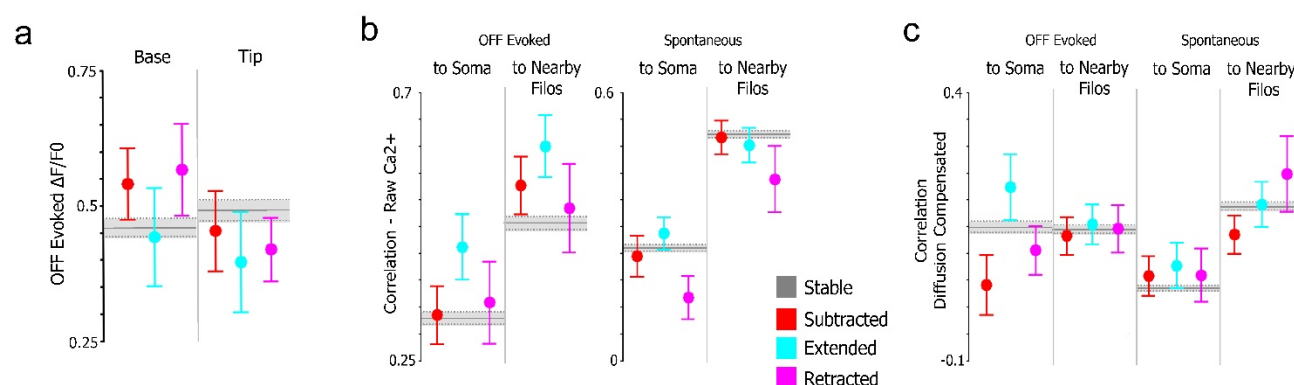 a
Base
Tip
OFF Evoked ΔF/F0
0.75
0.5
0.25
b
OFF Evoked
to Soma
to Nearby
Filos
Spontaneous
to Soma
to Nearby
Filos
Correlation - Raw Ca2+
0.7
0.25
0.6
0
Stable
Subtracted
Extended
Retracted
c
OFF Evoked
to Soma
to Nearby
Filos
Spontaneous
to Soma
to Nearby
Filos
Correlation
Diffusion Compensated
0.4
-0.1